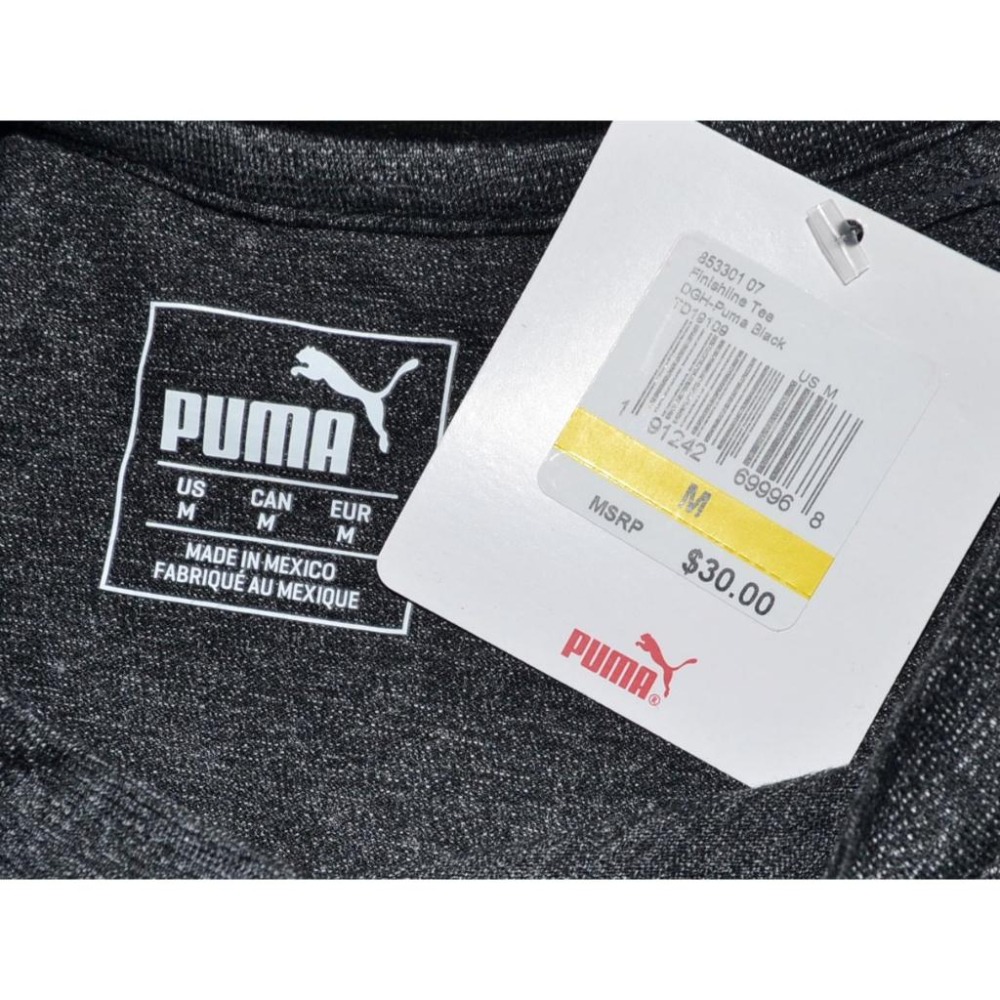 PUMA
US CAN EUR
M M M
MADE IN MEXICO
FABRIQUÉ AU MEXIQUE
853301 07
Finishline Tee
DGH-Puma Black
TD19109
US M
1 91242 69996 8
M
MSRP
$30.00
PUMA®